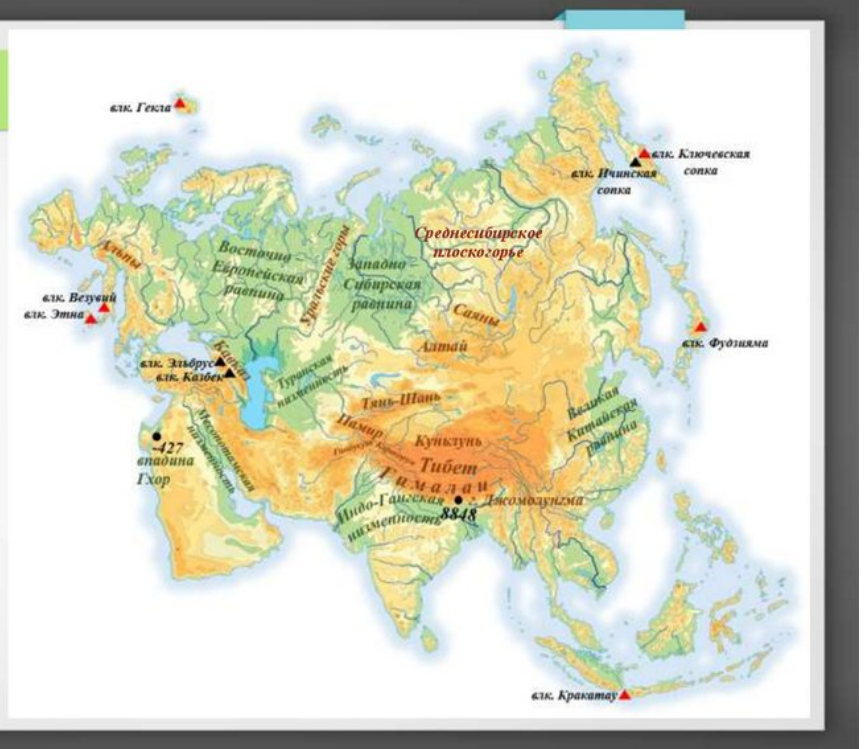 влк. Гекла
влк. Ключевская
сопка
влк. Ичинская
сопка
Среднесибирское
плоскогорье
Альпы
Восточно
Европейская
равнина
Уральские горы
Западно –
Сибирская
равнина
влк. Везувий
влк. Этна
Саяны
влк. Фудзияма
Алтай
Кавказ
влк. Эльбрус
влк. Казбек
Туранская
низменность
Тянь-Шань
Великая
Китайская
равнина
Месопотамская
низменность
Памир
Куньлунь
-427
впадина
Гхор
Тибет
Гималаи
Индо-Гангская
низменность
Джомолунгма
8848
влк. Кракатау